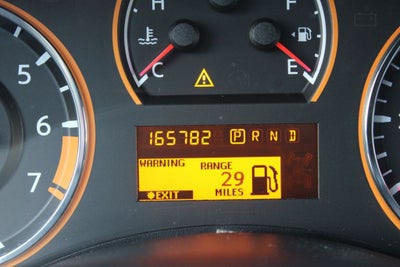 H F
C E
5
6
7
165782 P R N D
WARNING RANGE
29
EXIT MILES